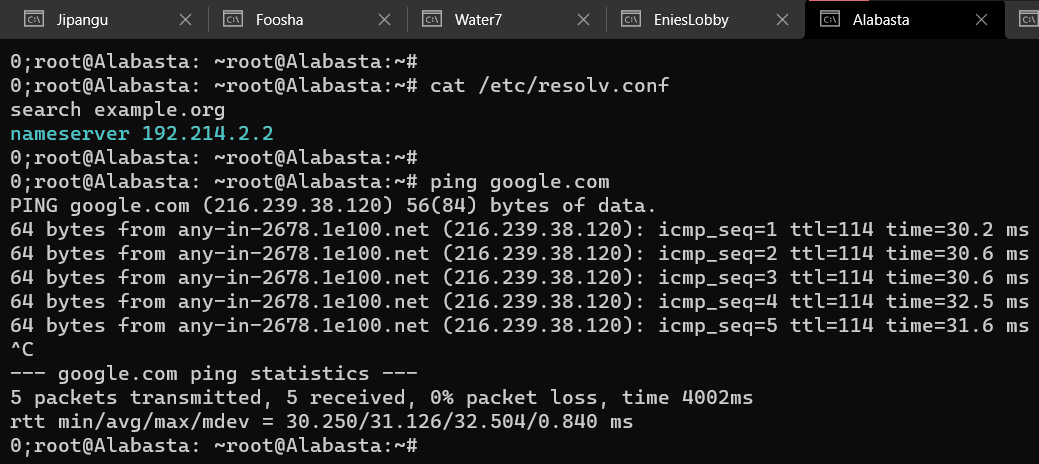 Jipangu Foosha Water7 EniesLobby Alabasta
0;root@Alabasta: ~root@Alabasta:~#
0;root@Alabasta: ~root@Alabasta:~# cat /etc/resolv.conf
search example.org
nameserver 192.214.2.2
0;root@Alabasta: ~root@Alabasta:~#
0;root@Alabasta: ~root@Alabasta:~# ping google.com
PING google.com (216.239.38.120) 56(84) bytes of data.
64 bytes from any-in-2678.1e100.net (216.239.38.120): icmp_seq=1 ttl=114 time=30.2 ms
64 bytes from any-in-2678.1e100.net (216.239.38.120): icmp_seq=2 ttl=114 time=30.6 ms
64 bytes from any-in-2678.1e100.net (216.239.38.120): icmp_seq=3 ttl=114 time=30.6 ms
64 bytes from any-in-2678.1e100.net (216.239.38.120): icmp_seq=4 ttl=114 time=32.5 ms
64 bytes from any-in-2678.1e100.net (216.239.38.120): icmp_seq=5 ttl=114 time=31.6 ms
^C
--- google.com ping statistics ---
5 packets transmitted, 5 received, 0% packet loss, time 4002ms
rtt min/avg/max/mdev = 30.250/31.126/32.504/0.840 ms
0;root@Alabasta: ~root@Alabasta:~#